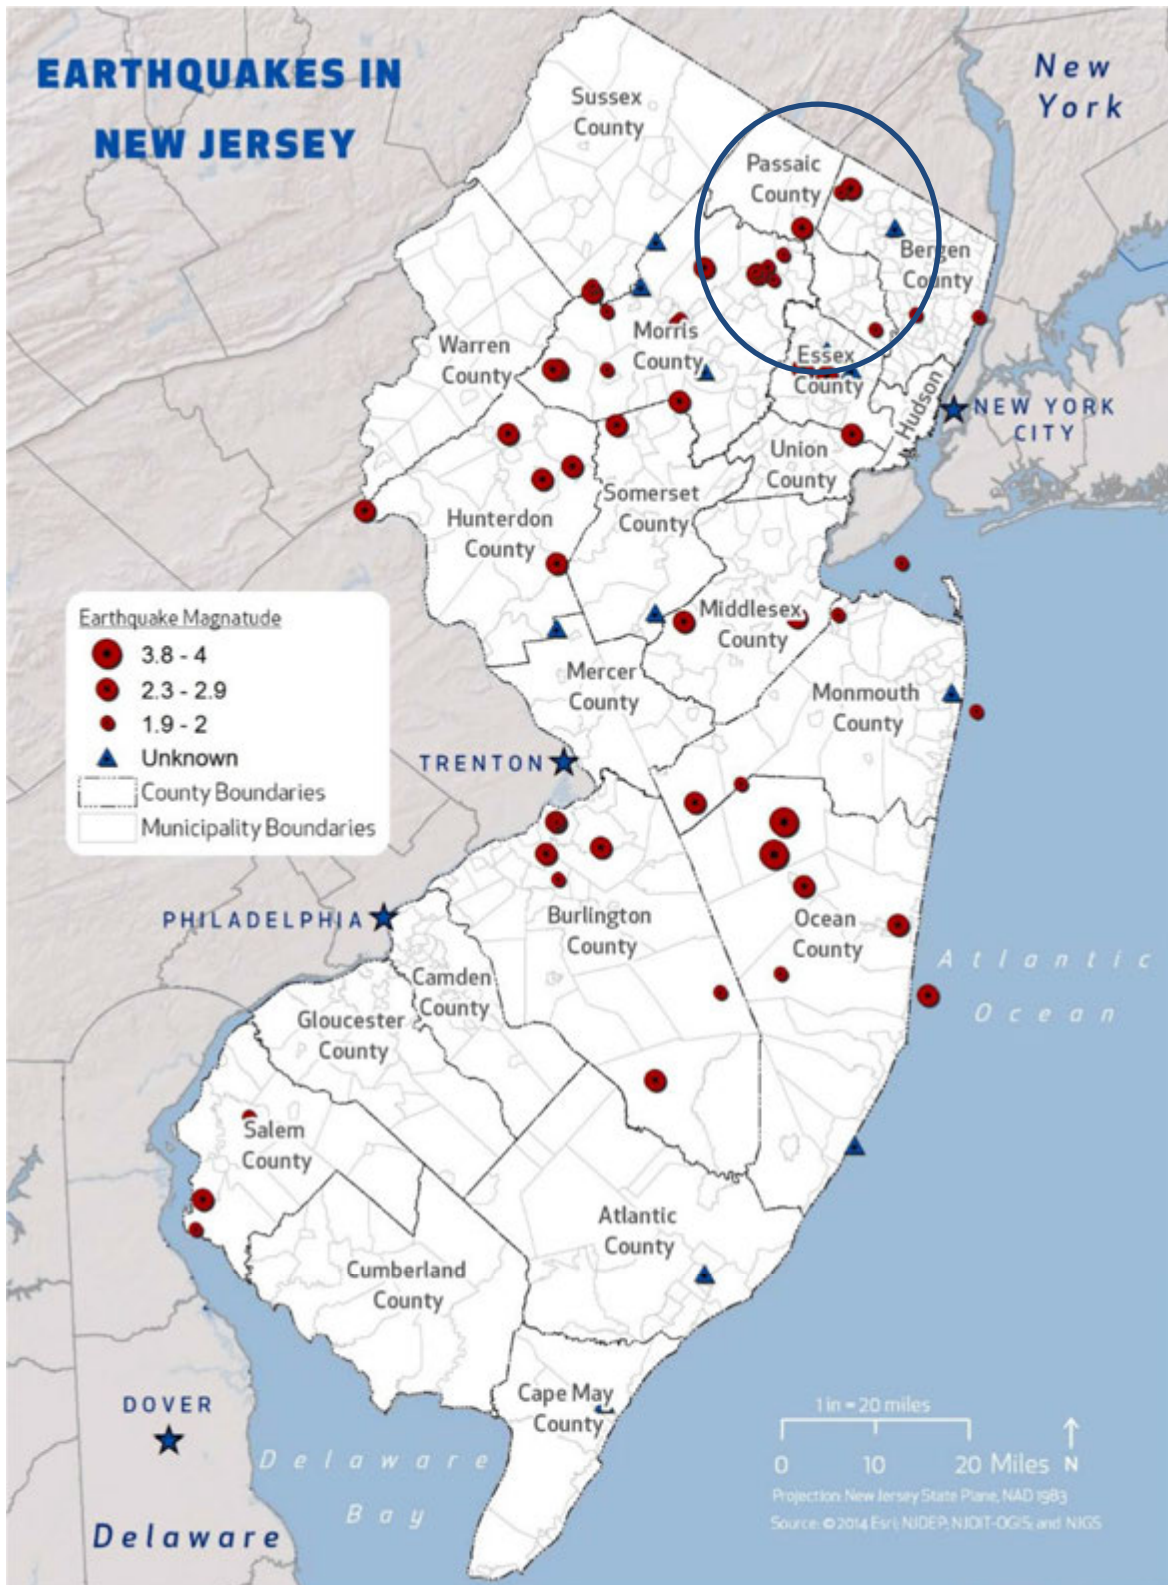 EARTHQUAKES IN
NEW JERSEY
New
York
Sussex
County
Passaic
County
Bergen
County
Morris
County
Warren
County
Essex
County
Hudson
NEW YORK
CITY
Union
County
Somerset
County
Hunterdon
County
Middlesex
County
Mercer
County
Monmouth
County
Earthquake Magnatude
3.8 - 4
2.3 - 2.9
1.9 - 2
Unknown
County Boundaries
Municipality Boundaries
TRENTON
PHILADELPHIA
Burlington
County
Ocean
County
Atlantic
Ocean
Camden
County
Gloucester
County
Salem
County
Atlantic
County
Cumberland
County
Cape May
County
DOVER
Delaware
Delaware
Bay
1 in = 20 miles
0 10 20 Miles N
Projection: New Jersey State Plane, NAD 1983
Source: © 2014 Esri; NJDEP; NJOIT-OGIS; and NJGS